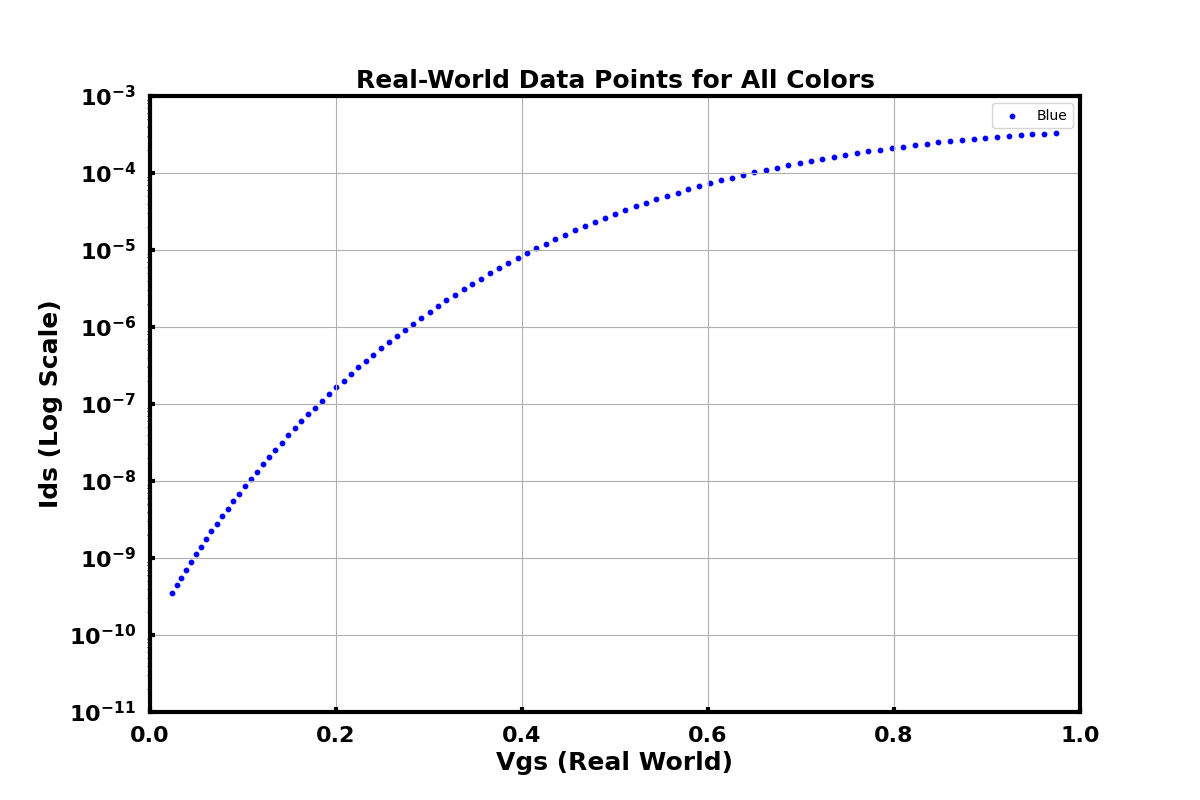 Real-World Data Points for All Colors
Blue
10⁻³
10⁻⁴
10⁻⁵
10⁻⁶
10⁻⁷
10⁻⁸
10⁻⁹
10⁻¹⁰
10⁻¹¹
Ids (Log Scale)
0.0 0.2 0.4 0.6 0.8 1.0
Vgs (Real World)